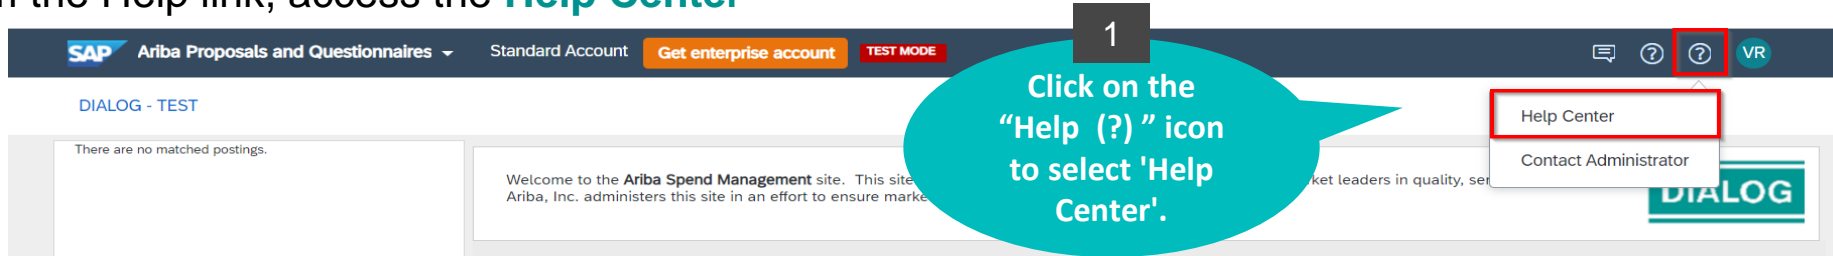 the Help link, access the Help Center
SAP Ariba Proposals and Questionnaires Standard Account Get enterprise account TEST MODE
1
VR
DIALOG - TEST
Click on the
“Help (?) ” icon
to select 'Help
Center'.
Help Center
Contact Administrator
There are no matched postings.
Welcome to the Ariba Spend Management site. This site ket leaders in quality, ser
Ariba, Inc. administers this site in an effort to ensure marke
DIALOG